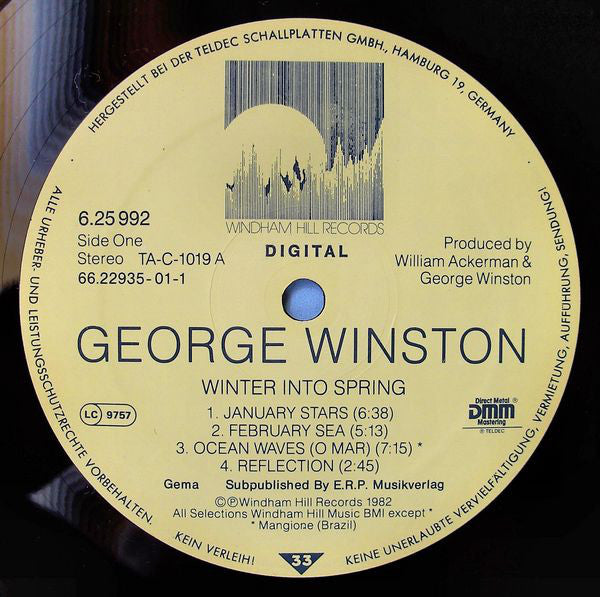 HERGESTELLT BEI DER TELDEC SCHALLPLATTEN GMBH., HAMBURG 19, GERMANY
WINDHAM HILL RECORDS
DIGITAL
6.25992
Side One
Stereo TA-C-1019 A
66.22935-01-1
Produced by
William Ackerman &
George Winston
GEORGE WINSTON
WINTER INTO SPRING
1. JANUARY STARS (6:38)
2. FEBRUARY SEA (5:13)
3. OCEAN WAVES (O MAR) (7:15) *
4. REFLECTION (2:45)
LC 9757
Direct Metal
DMM
Mastering
℗ TELDEC
Gema Subpublished By E.R.P. Musikverlag
©℗Windham Hill Records 1982
All Selections Windham Hill Music BMI except *
* Mangione (Brazil)
ALLE URHEBER- UND LEISTUNGSSCHUTZRECHTE VORBEHALTEN.
KEIN VERLEIH!
33
KEINE UNERLAUBTE VERVIELFÄLTIGUNG, VERMIETUNG, AUFFÜHRUNG, SENDUNG!